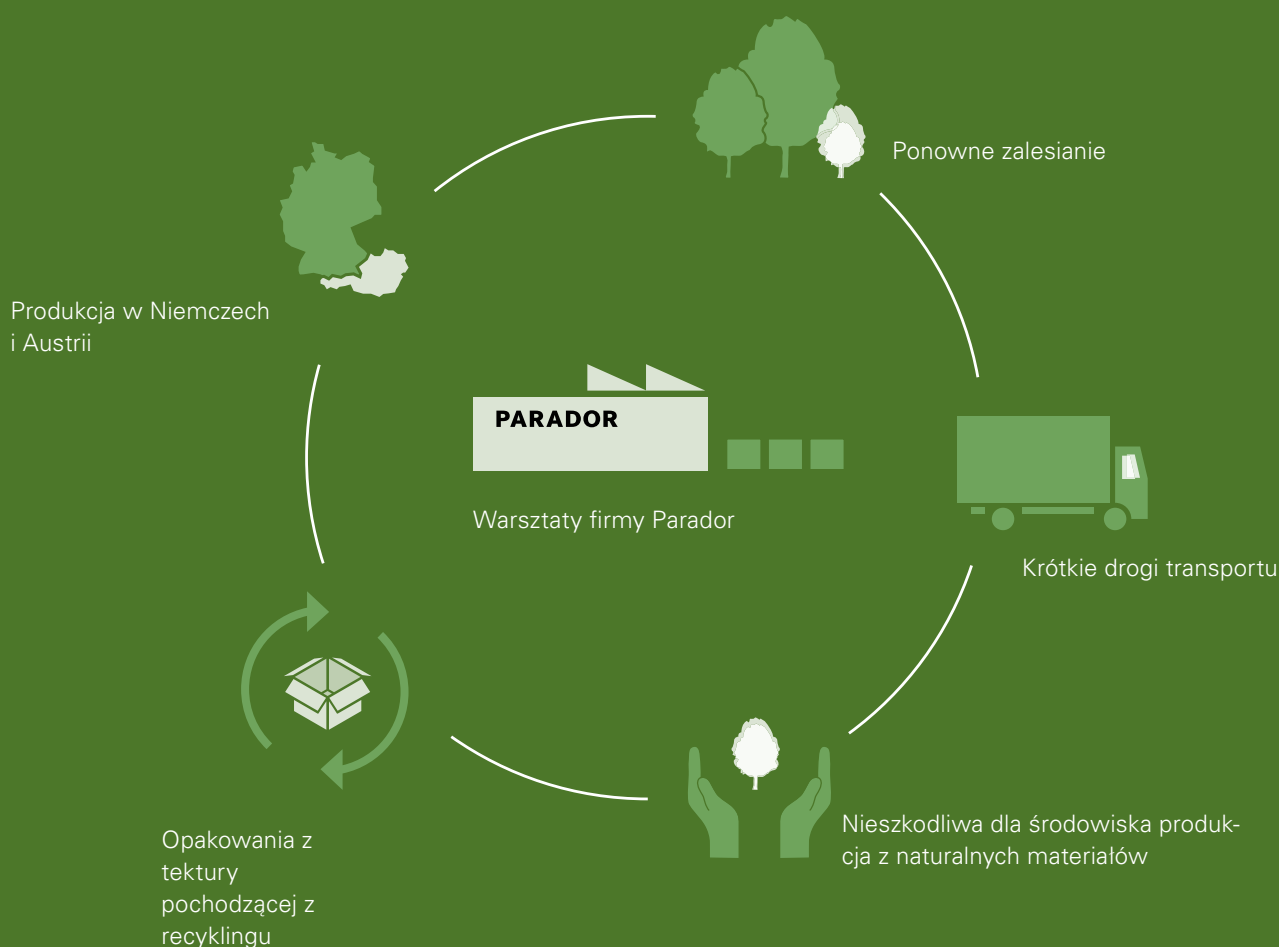 Ponowne zalesianie
Produkcja w Niemczech
i Austrii
PARADOR
Warsztaty firmy Parador
Krótkie drogi transportu
Nieszkodliwa dla środowiska produk-
cja z naturalnych materiałów
Opakowania z
tektury
pochodzącej z
recyklingu